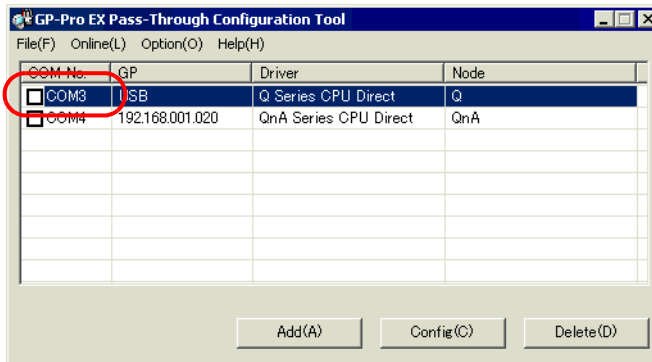 GP-Pro EX Pass-Through Configuration Tool
File(F) Online(L) Option(O) Help(H)
COM No. GP Driver Node
COM3 USB Q Series CPU Direct Q
COM4 192.168.001.020 QnA Series CPU Direct QnA
Add(A) Config(C) Delete(D)